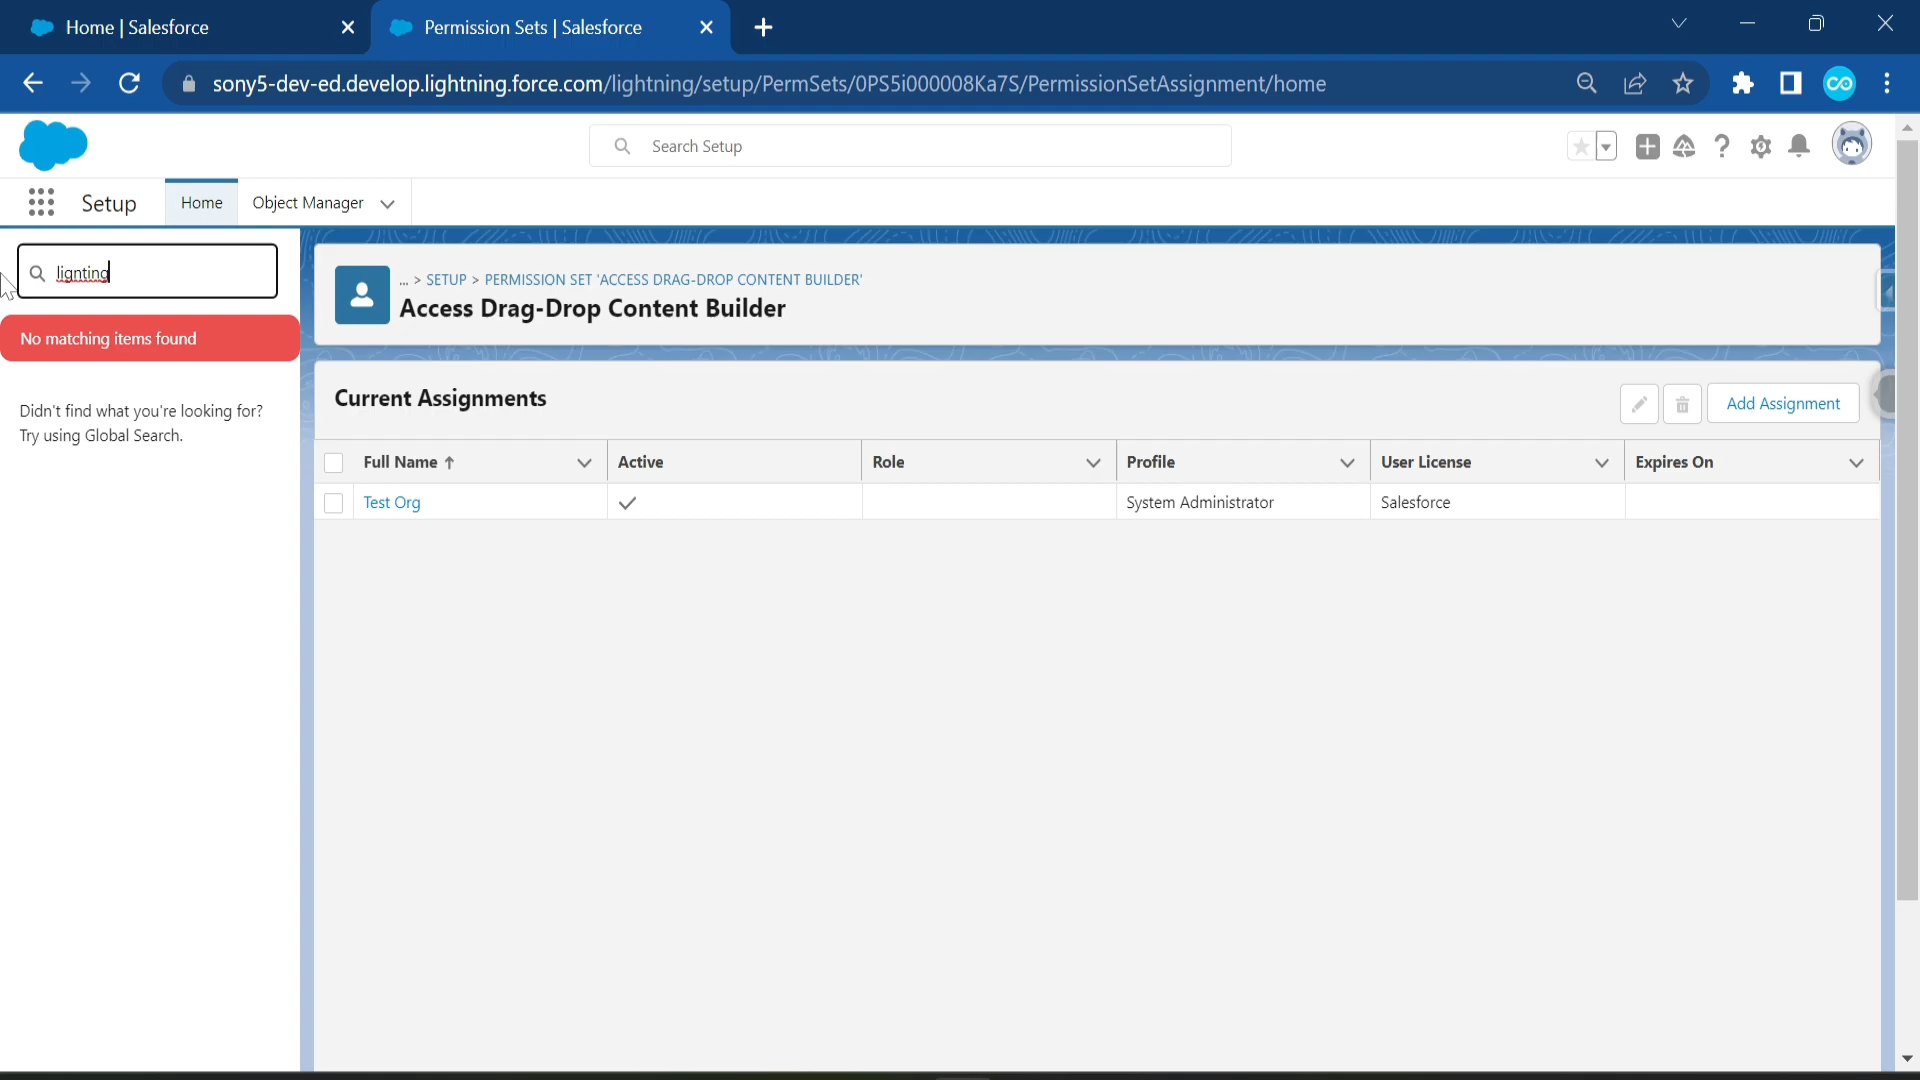 Home | Salesforce
Permission Sets | Salesforce
sony5-dev-ed.develop.lightning.force.com/lightning/setup/PermSets/0PS5i000008Ka7S/PermissionSetAssignment/home
Search Setup
Setup
Home
Object Manager
lignting
No matching items found
Didn't find what you're looking for?
Try using Global Search.
... > SETUP > PERMISSION SET 'ACCESS DRAG-DROP CONTENT BUILDER'
Access Drag-Drop Content Builder
Current Assignments
Add Assignment
Full Name ↑ Active Role Profile User License Expires On
Test Org System Administrator Salesforce